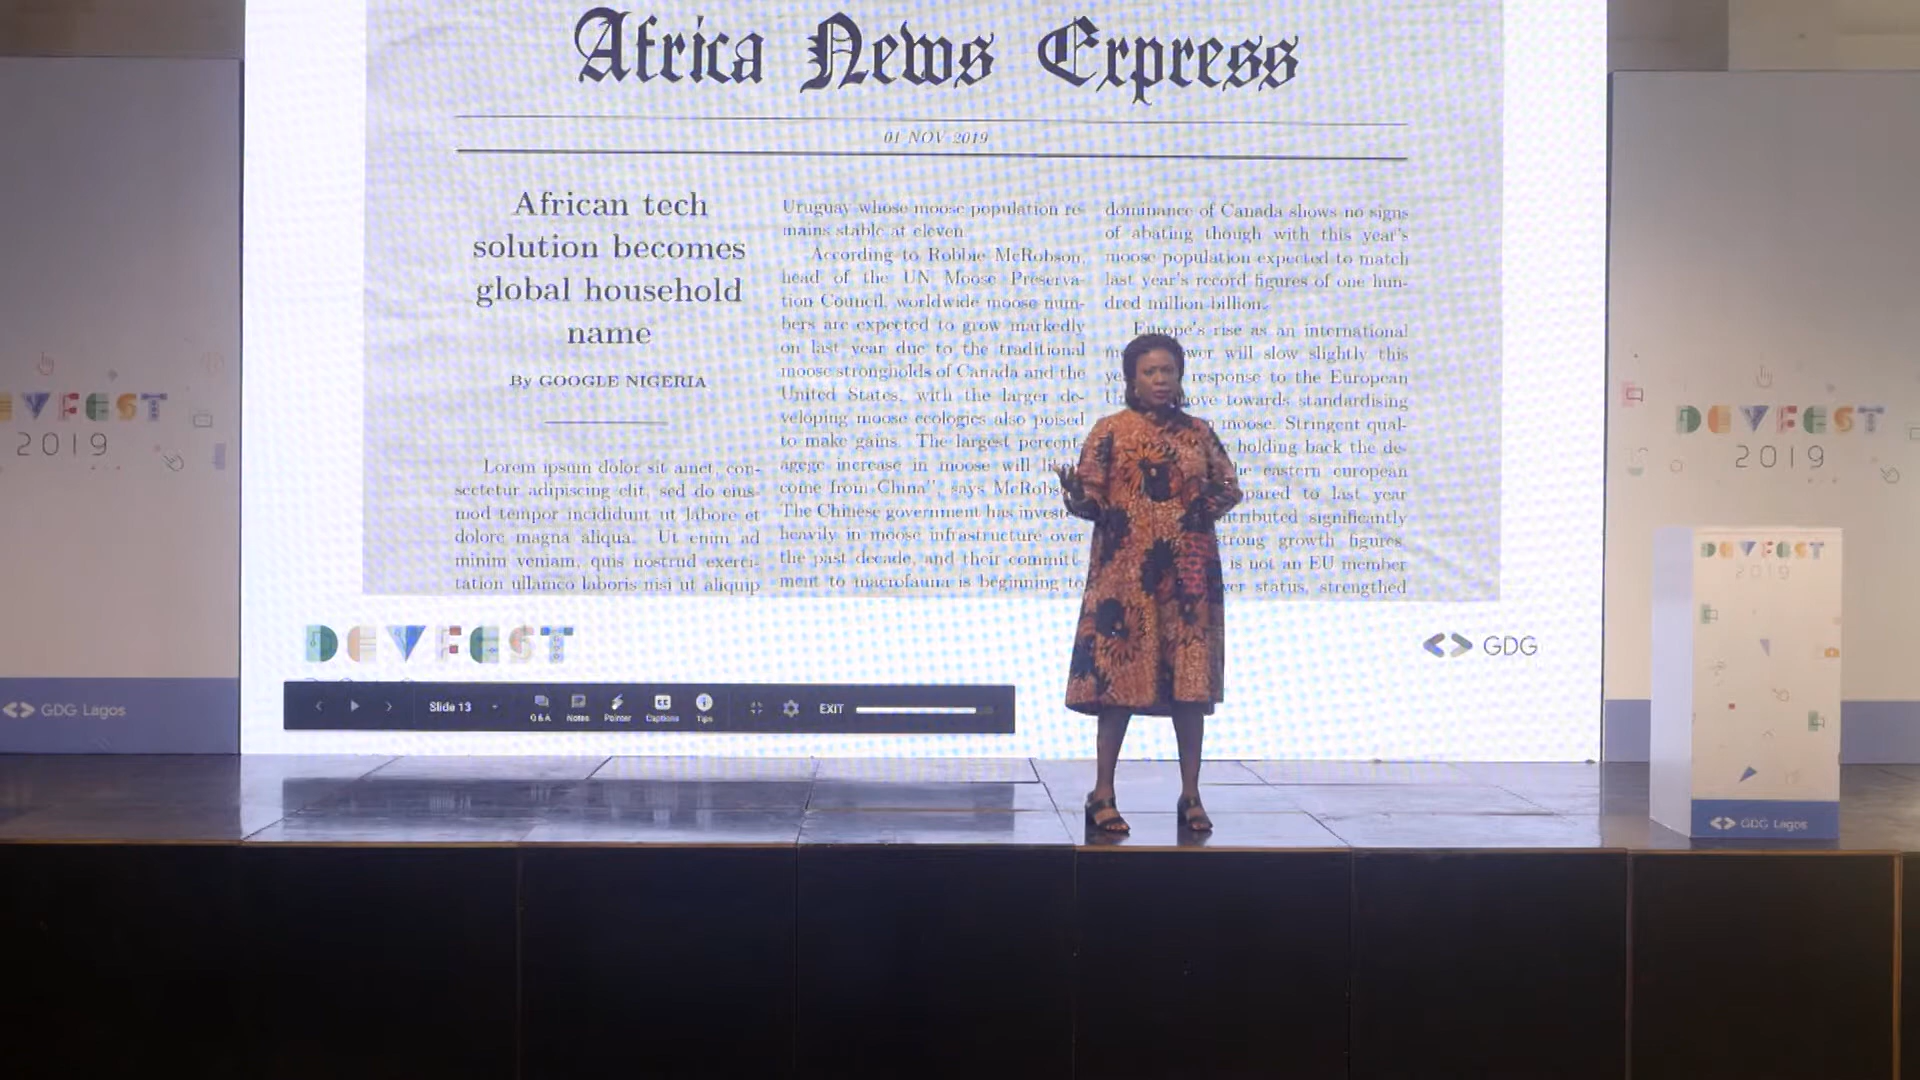 Africa News Express
01 NOV 2019
African tech
solution becomes
global household
name
By GOOGLE NIGERIA
Lorem ipsum dolor sit amet, con-
sectetur adipiscing elit, sed do eius-
mod tempor incididunt ut labore et
dolore magna aliqua. Ut enim ad
minim veniam, quis nostrud exerci-
tation ullamco laboris nisi ut aliquip
Uruguay whose moose population re-
mains stable at eleven.
According to Robbie McRobson,
head of the UN Moose Preserva-
tion Council, worldwide moose num-
bers are expected to grow markedly
on last year due to the traditional
moose strongholds of Canada and the
United States, with the larger de-
veloping moose ecologies also poised
to make gains. The largest percent-
agege increase in moose will likely
come from China", says McRobs
The Chinese government has investe
heavily in moose infrastructure over
the past decade, and their commit-
ment to macrofauna is beginning to
dominance of Canada shows no signs
of abating though with this year's
moose population expected to match
last year's record figures of one hun-
dred million billion.
Europe's rise as an international
wer will slow slightly this
ye response to the European
ove towards standardising
moose. Stringent qual-
holding back the de-
he eastern european
pared to last year
ntributed significantly
strong growth figures.
is not an EU member
ver status, strengthed
DEVFEST
GDG
Slide 13
Q&A
Notes
Pointer
Captions
Tips
EXIT
EVFEST
2019
GDG Lagos
DEVFEST
2019
DEVFEST
2019
GDG Lagos